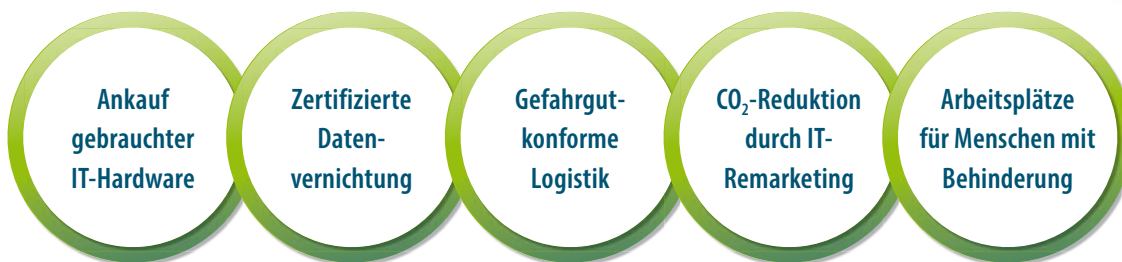 Ankauf
gebrauchter
IT-Hardware
Zertifizierte
Daten-
vernichtung
Gefahrgut-
konforme
Logistik
CO₂-Reduktion
durch IT-
Remarketing
Arbeitsplätze
für Menschen mit
Behinderung